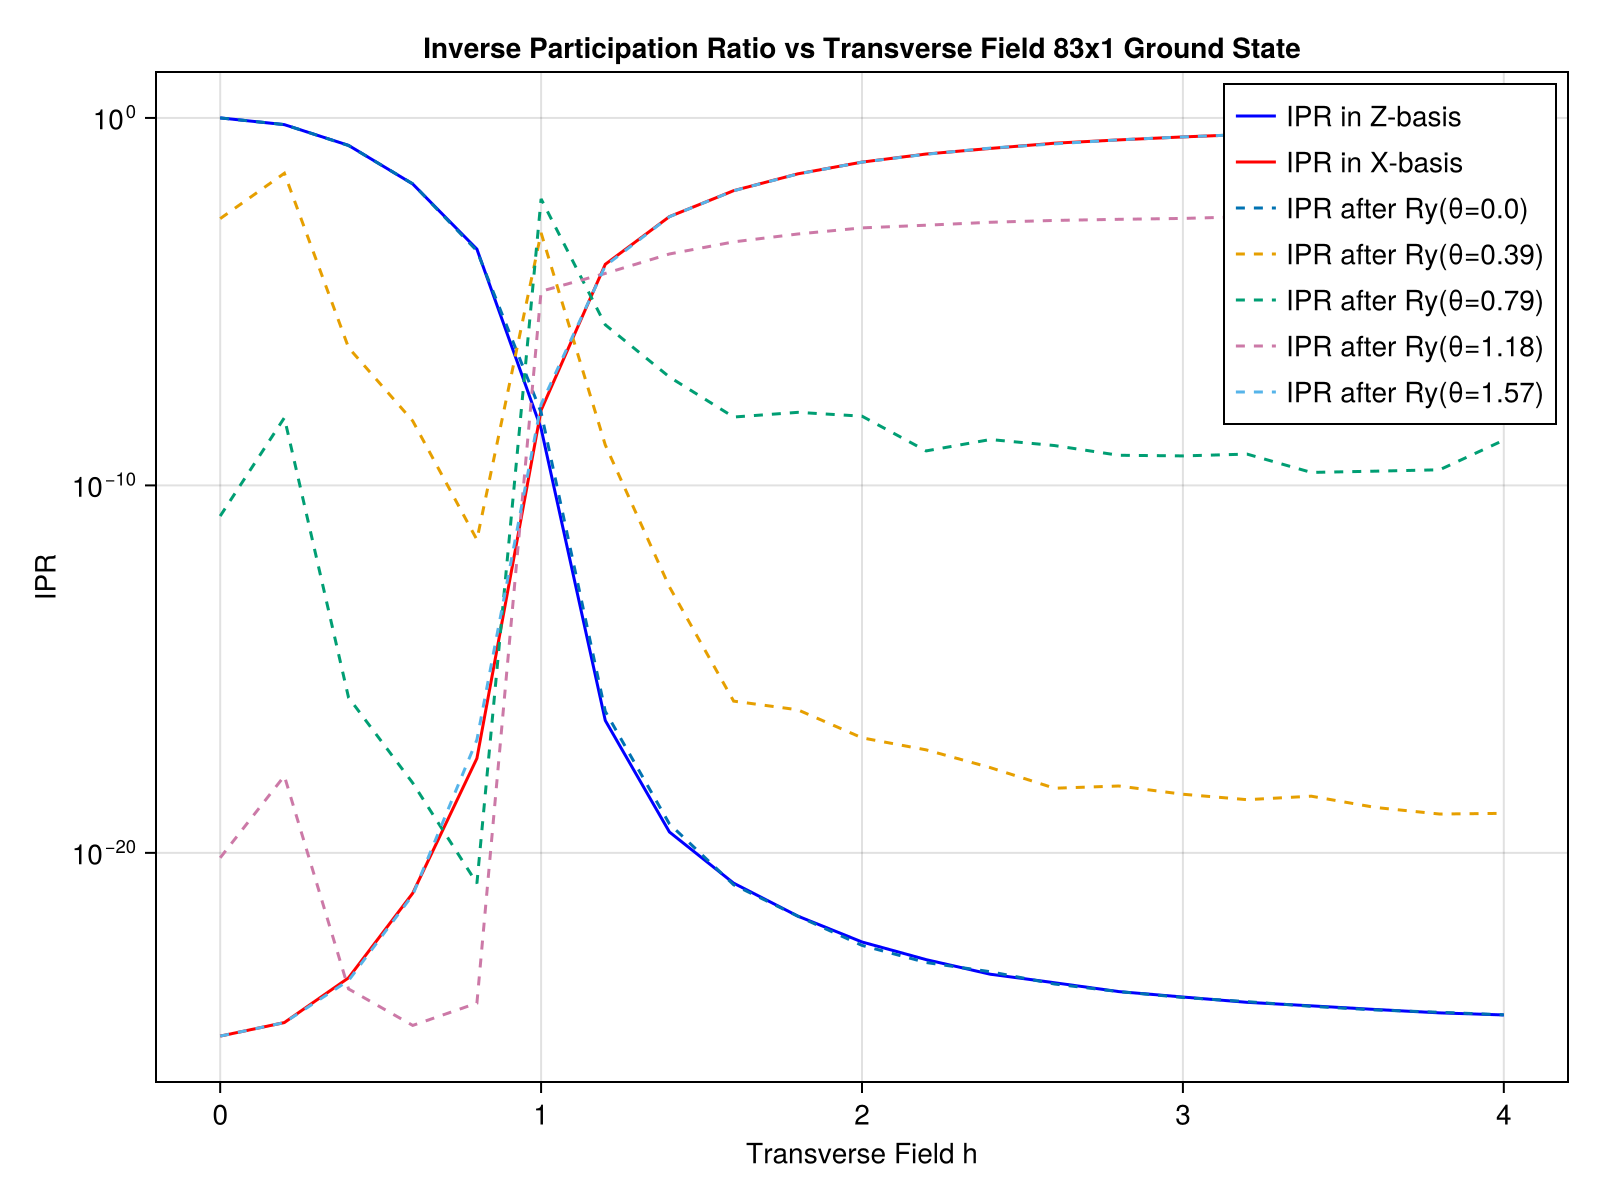 Inverse Participation Ratio vs Transverse Field 83x1 Ground State
10⁰
10⁻¹⁰
10⁻²⁰
IPR
IPR in Z-basis
IPR in X-basis
IPR after Ry(θ=0.0)
IPR after Ry(θ=0.39)
IPR after Ry(θ=0.79)
IPR after Ry(θ=1.18)
IPR after Ry(θ=1.57)
0 1 2 3 4
Transverse Field h